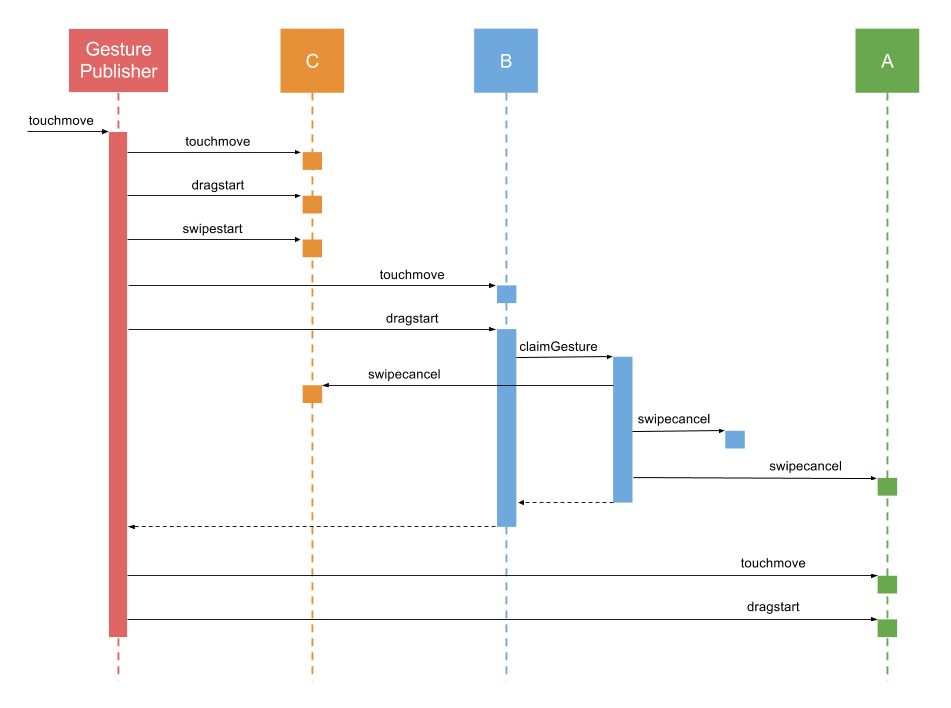 Gesture
Publisher
C
B
A
touchmove
touchmove
dragstart
swipestart
touchmove
dragstart
claimGesture
swipecancel
swipecancel
swipecancel
touchmove
dragstart